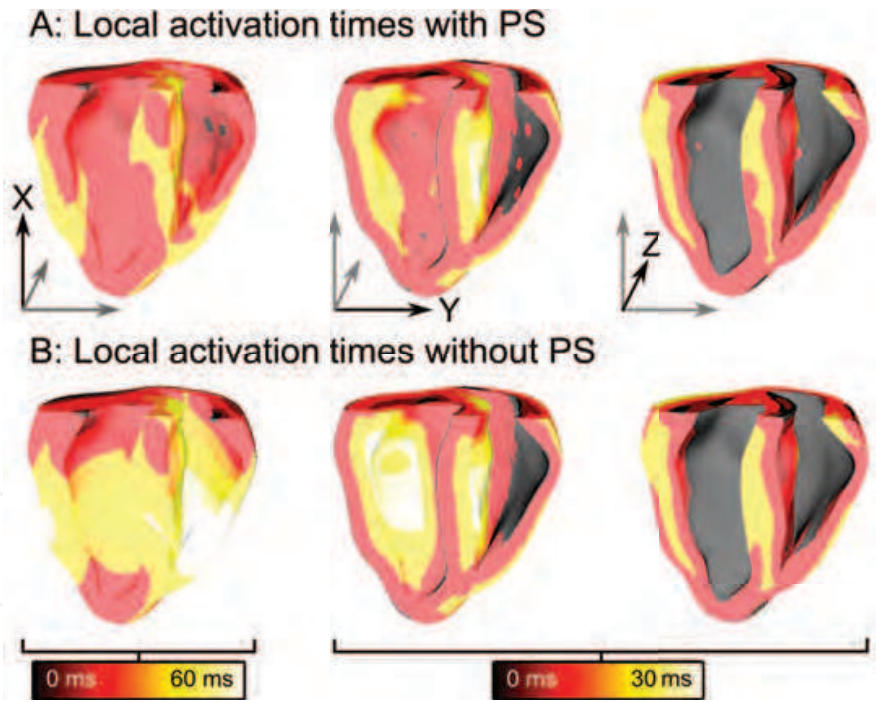 A: Local activation times with PS
X
Y
Z
B: Local activation times without PS
0 ms 60 ms
0 ms 30 ms